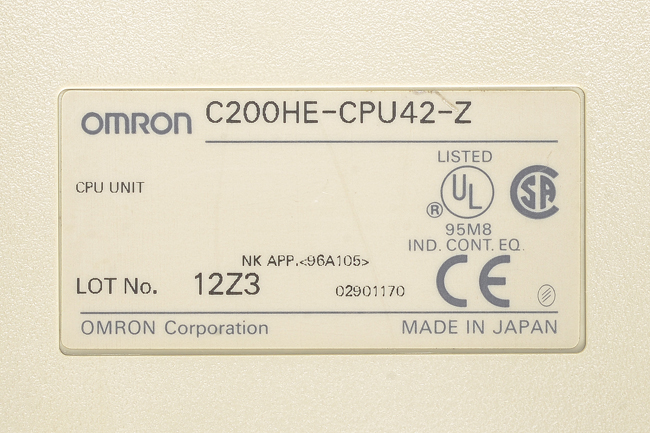 OMRON C200HE-CPU42-Z
LISTED
CPU UNIT
UL
®
SA
95M8
IND. CONT. EQ.
NK APP.<96A105>
LOT No. 12Z3 02901170
CE
OMRON Corporation MADE IN JAPAN